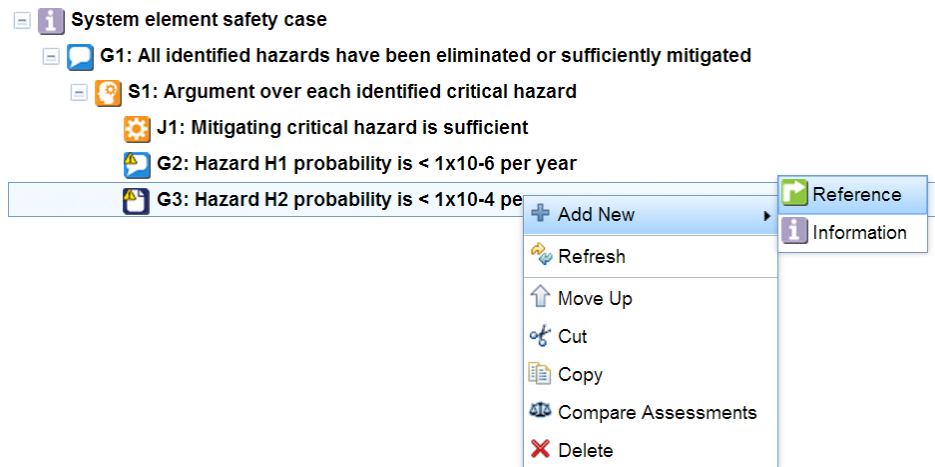 System element safety case
G1: All identified hazards have been eliminated or sufficiently mitigated
S1: Argument over each identified critical hazard
J1: Mitigating critical hazard is sufficient
G2: Hazard H1 probability is < 1x10-6 per year
G3: Hazard H2 probability is < 1x10-4 pe
Add New
Reference
Information
Refresh
Move Up
Cut
Copy
Compare Assessments
Delete